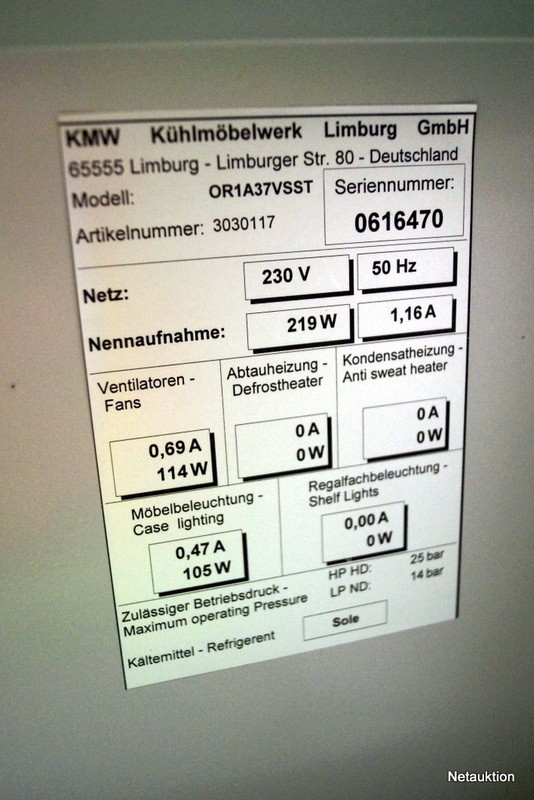 KMW Kühlmöbelwerk Limburg GmbH
65555 Limburg - Limburger Str. 80 - Deutschland
Modell: OR1A37VSST
Seriennummer:
0616470
Artikelnummer: 3030117
Netz: 230 V 50 Hz
Nennaufnahme: 219 W 1,16 A
Ventilatoren -
Fans
0,69 A
114 W
Abtauheizung -
Defrostheater
0 A
0 W
Kondensatheizung -
Anti sweat heater
0 A
0 W
Möbelbeleuchtung -
Case lighting
0,47 A
105 W
Regalfachbeleuchtung -
Shelf Lights
0,00 A
0 W
Zulässiger Betriebsdruck -
Maximum operating Pressure
HP HD: 25 bar
LP ND: 14 bar
Kältemittel - Refrigerent Sole
Netauktion